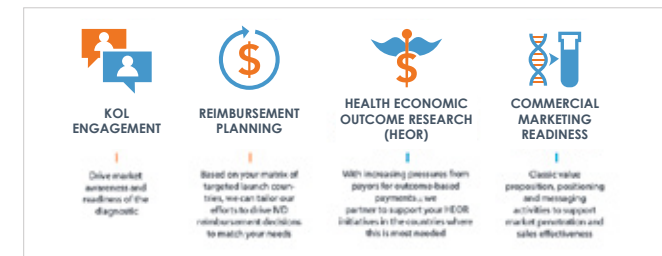 KOL
ENGAGEMENT
Drive market
awareness and
readiness of the
diagnostic
REIMBURSEMENT
PLANNING
Based on your matrix of
targeted launch coun-
tries, we can tailor our
efforts to drive IVD
reimbursement decisions
to match your needs
HEALTH ECONOMIC
OUTCOME RESEARCH
(HEOR)
With increasing pressures from
payors for outcome-based
payments... we
partner to support your HEOR
initiatives in the countries where
this is most needed
COMMERCIAL
MARKETING
READINESS
Classic value
proposition, positioning
and messaging
activities to support
market penetration and
sales effectiveness